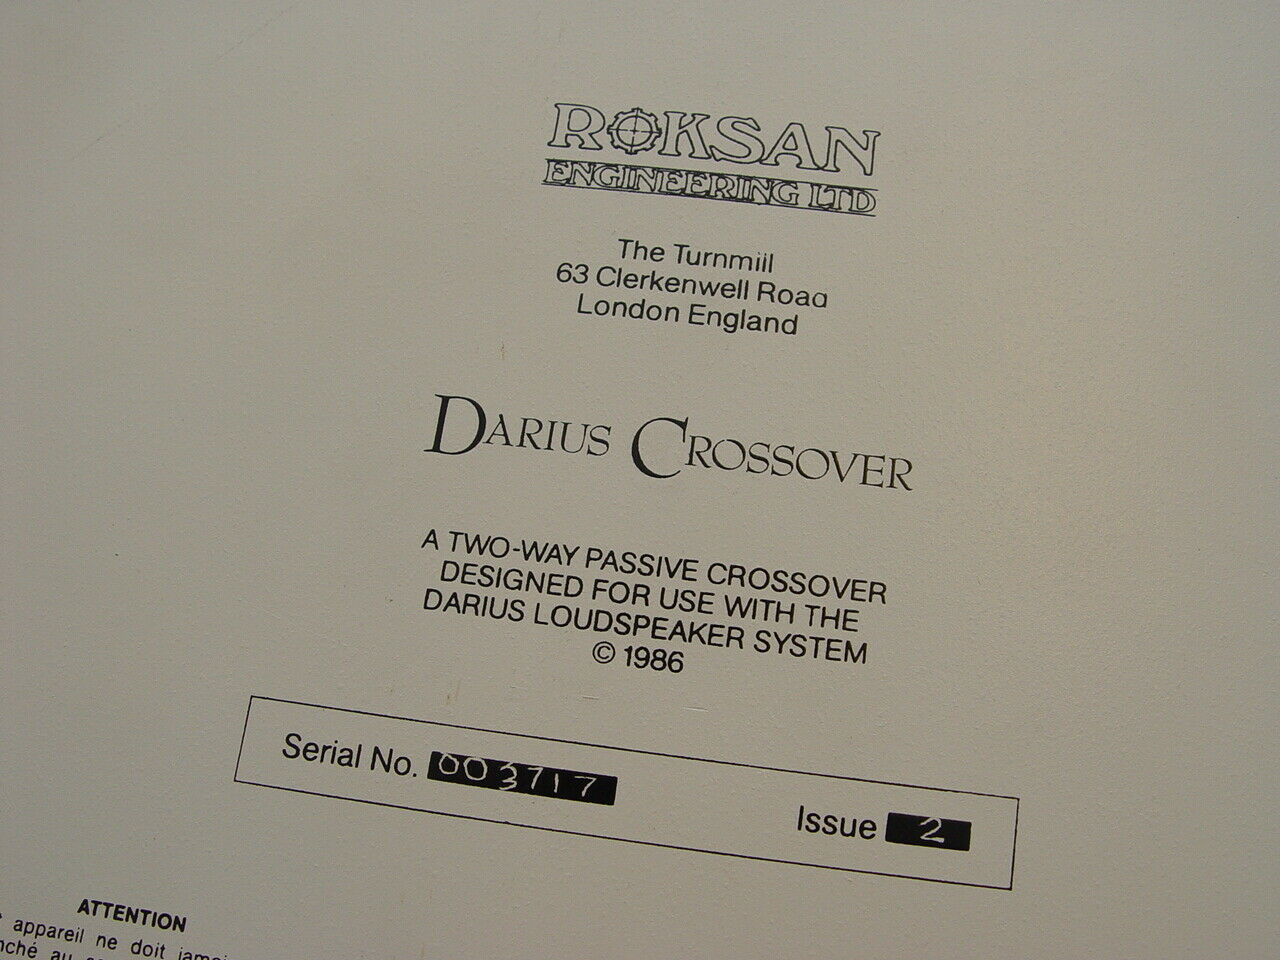 ROKSAN
ENGINEERING LTD
The Turnmill
63 Clerkenwell Road
London England
DARIUS CROSSOVER
A TWO-WAY PASSIVE CROSSOVER
DESIGNED FOR USE WITH THE
DARIUS LOUDSPEAKER SYSTEM
© 1986
Serial No. 003717
Issue 2
ATTENTION
appareil ne doit
au